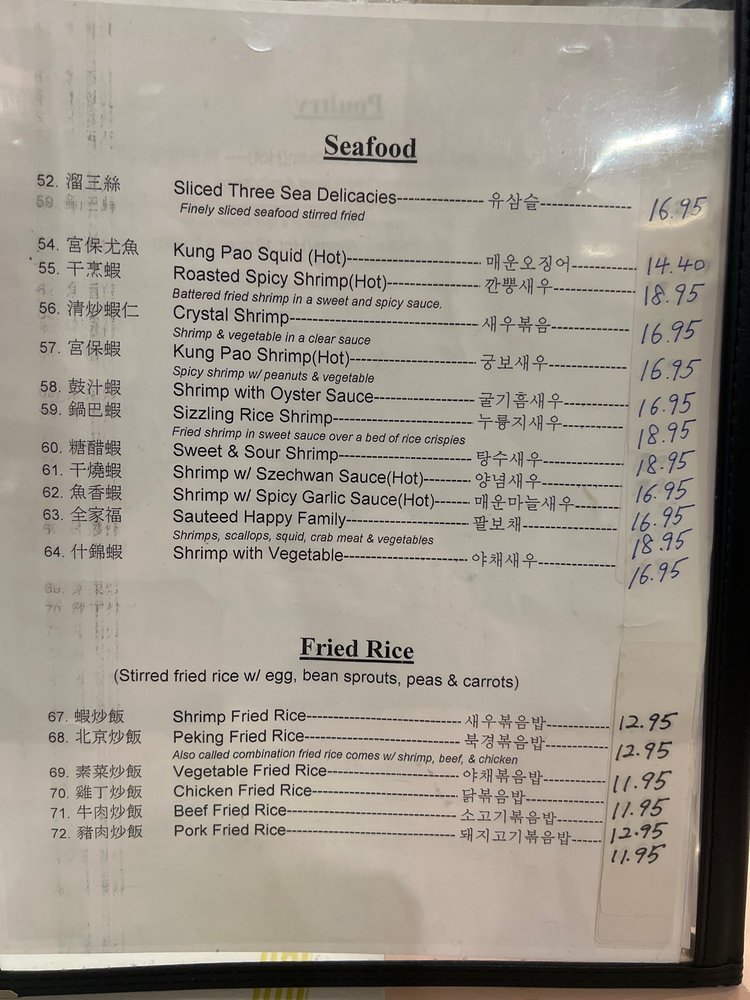 Seafood
52. 溜三絲 Sliced Three Sea Delicacies-----------------유삼슬------------------ 16.95
Finely sliced seafood stirred fried
54. 宮保尤魚 Kung Pao Squid (Hot)---------------------------매운오징어------------- 14.40
55. 干烹蝦 Roasted Spicy Shrimp(Hot)-------------------깐뿡새우---------------- 18.95
Battered fried shrimp in a sweet and spicy sauce.
56. 清炒蝦仁 Crystal Shrimp-------------------------------------새우볶음---------------- 16.95
Shrimp & vegetable in a clear sauce
57. 宮保蝦 Kung Pao Shrimp(Hot)------------------------궁보새우---------------- 16.95
Spicy shrimp w/ peanuts & vegetable
58. 鼓汁蝦 Shrimp with Oyster Sauce--------------------굴기흠새우------------- 16.95
59. 鍋巴蝦 Sizzling Rice Shrimp---------------------------누룽지새우------------- 18.95
Fried shrimp in sweet sauce over a bed of rice crispies
60. 糖醋蝦 Sweet & Sour Shrimp-------------------------탕수새우---------------- 18.95
61. 干燒蝦 Shrimp w/ Szechwan Sauce(Hot)---------양념새우---------------- 16.95
62. 魚香蝦 Shrimp w/ Spicy Garlic Sauce(Hot)------매운마늘새우---------- 16.95
63. 全家福 Sauteed Happy Family-----------------------팔보채------------------- 18.95
Shrimps, scallops, squid, crab meat & vegetables
64. 什錦蝦 Shrimp with Vegetable-----------------------야채새우---------------- 16.95
Fried Rice
(Stirred fried rice w/ egg, bean sprouts, peas & carrots)
67. 蝦炒飯 Shrimp Fried Rice-----------------------------새우볶음밥------------- 12.95
68. 北京炒飯 Peking Fried Rice-----------------------------북경볶음밥------------- 12.95
Also called combination fried rice comes w/ shrimp, beef, & chicken
69. 素菜炒飯 Vegetable Fried Rice------------------------야채볶음밥------------- 11.95
70. 雞丁炒飯 Chicken Fried Rice---------------------------닭볶음밥---------------- 11.95
71. 牛肉炒飯 Beef Fried Rice--------------------------------소고기볶음밥---------- 12.95
72. 豬肉炒飯 Pork Fried Rice--------------------------------돼지고기볶음밥------- 11.95